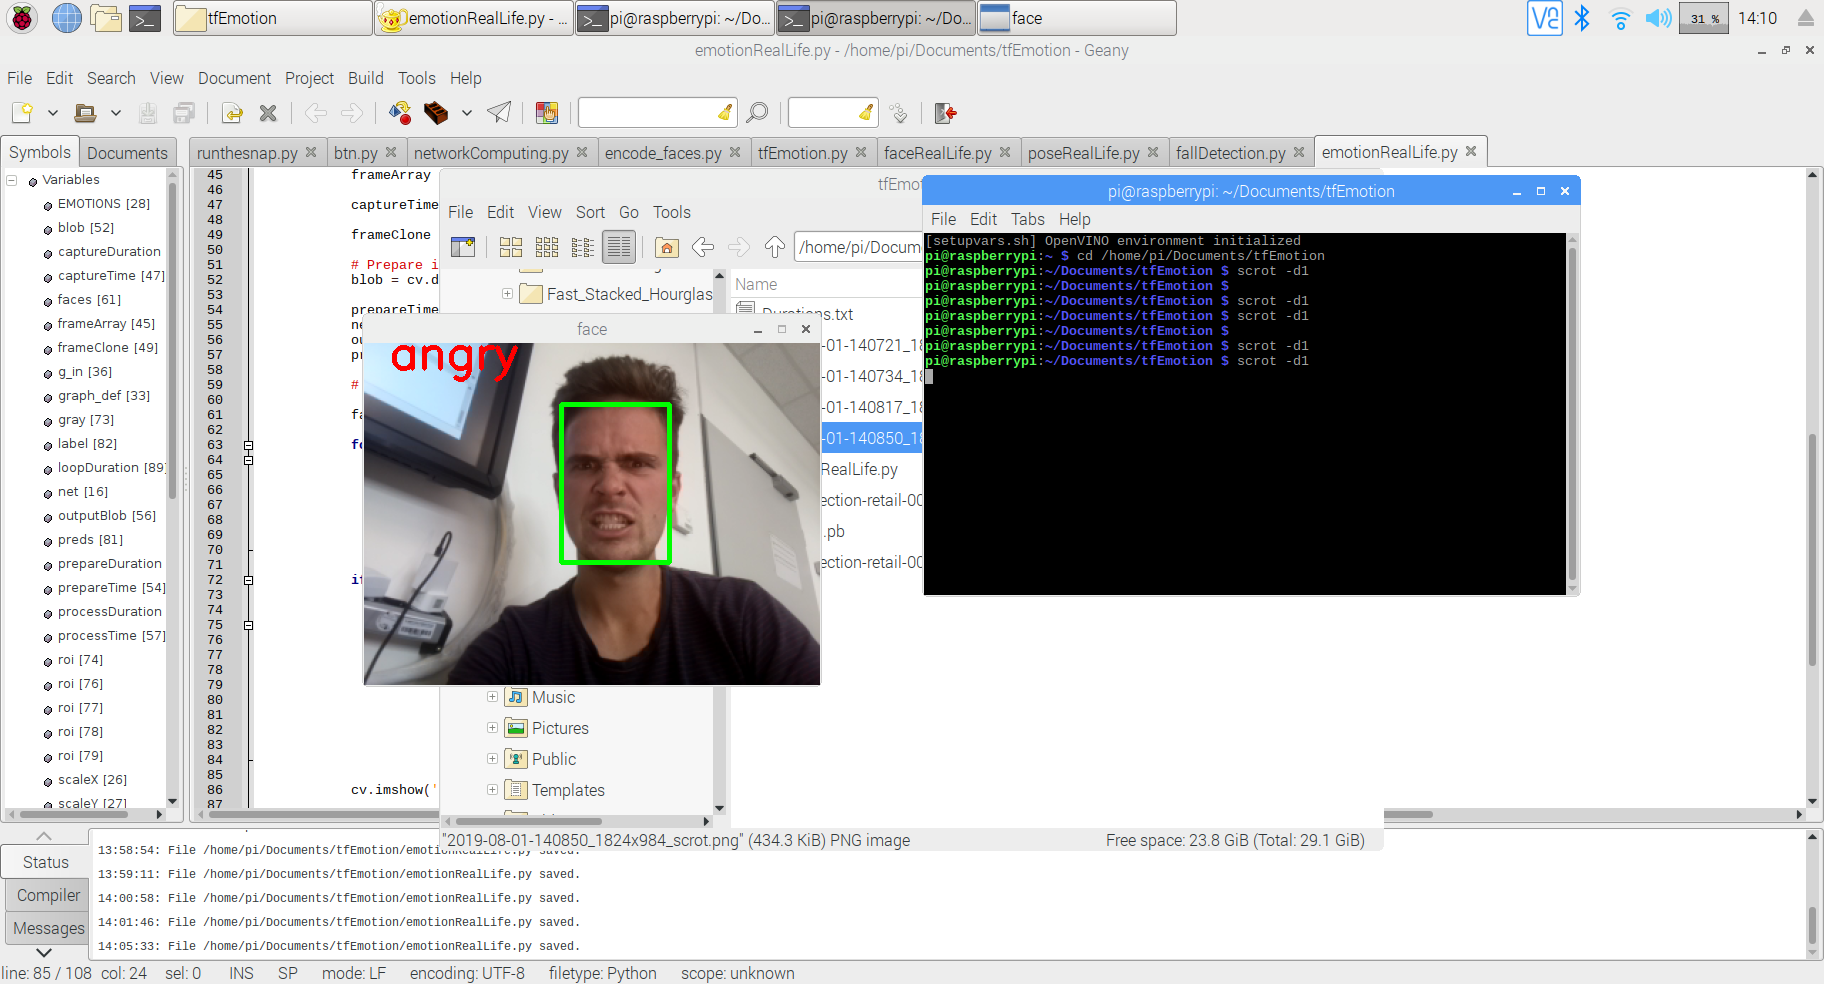 tfEmotion
emotionRealLife.py - ...
pi@raspberrypi: ~/Do...
pi@raspberrypi: ~/Do...
face
31 %
14:10
emotionRealLife.py - /home/pi/Documents/tfEmotion - Geany
File Edit Search View Document Project Build Tools Help
Symbols Documents
runthesnap.py btn.py networkComputing.py encode_faces.py tfEmotion.py faceRealLife.py poseRealLife.py fallDetection.py emotionRealLife.py
Variables
EMOTIONS [28]
blob [52]
captureDuration
captureTime [47]
faces [61]
frameArray [45]
frameClone [49]
g_in [36]
graph_def [33]
gray [73]
label [82]
loopDuration [89]
net [16]
outputBlob [56]
preds [81]
prepareDuration
prepareTime [54]
processDuration
processTime [57]
roi [74]
roi [76]
roi [77]
roi [78]
roi [79]
scaleX [26]
scaleY [27]
45 frameArray
46
47 captureTime
48
49 frameClone
50
51 # Prepare i
52 blob = cv.d
53
54 prepareTime
55 ne
56 ou
57 pr
58
59 #
60
61 fa
62
63 fo
64
65
66
67
68
69
70
71
72 if
73
74
75
76
77
78
79
80
81
82
83
84
85
86 cv.imshow('
87
tfEmot
File Edit View Sort Go Tools
/home/pi/Docum
Fast_Stacked_Hourglas
Music
Pictures
Public
Templates
Name
Durations.txt
-01-140721_18
-01-140734_18
-01-140817_18
-01-140850_18
RealLife.py
ection-retail-00
.pb
ection-retail-00
"2019-08-01-140850_1824x984_scrot.png" (434.3 KiB) PNG image
Free space: 23.8 GiB (Total: 29.1 GiB)
face
angry
pi@raspberrypi: ~/Documents/tfEmotion
File Edit Tabs Help
[setupvars.sh] OpenVINO environment initialized
pi@raspberrypi:~ $ cd /home/pi/Documents/tfEmotion
pi@raspberrypi:~/Documents/tfEmotion $ scrot -d1
pi@raspberrypi:~/Documents/tfEmotion $
pi@raspberrypi:~/Documents/tfEmotion $ scrot -d1
pi@raspberrypi:~/Documents/tfEmotion $ scrot -d1
pi@raspberrypi:~/Documents/tfEmotion $
pi@raspberrypi:~/Documents/tfEmotion $ scrot -d1
pi@raspberrypi:~/Documents/tfEmotion $ scrot -d1
Status
Compiler
Messages
13:58:54: File /home/pi/Documents/tfEmotion/emotionRealLife.py saved.
13:59:11: File /home/pi/Documents/tfEmotion/emotionRealLife.py saved.
14:00:58: File /home/pi/Documents/tfEmotion/emotionRealLife.py saved.
14:01:46: File /home/pi/Documents/tfEmotion/emotionRealLife.py saved.
14:05:33: File /home/pi/Documents/tfEmotion/emotionRealLife.py saved.
line: 85 / 108 col: 24 sel: 0 INS SP mode: LF encoding: UTF-8 filetype: Python scope: unknown